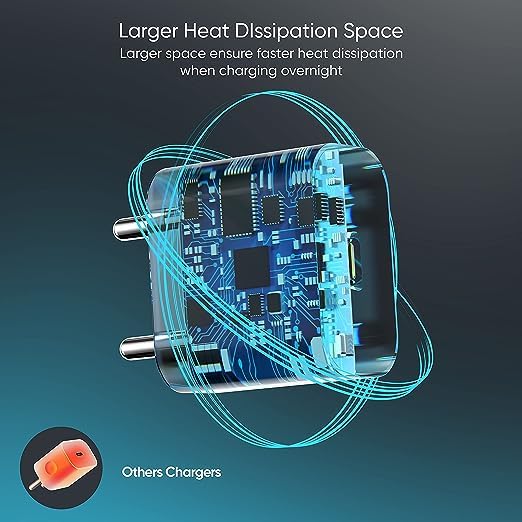 Larger Heat DIssipation Space
Larger space ensure faster heat dissipation
when charging overnight
Others Chargers